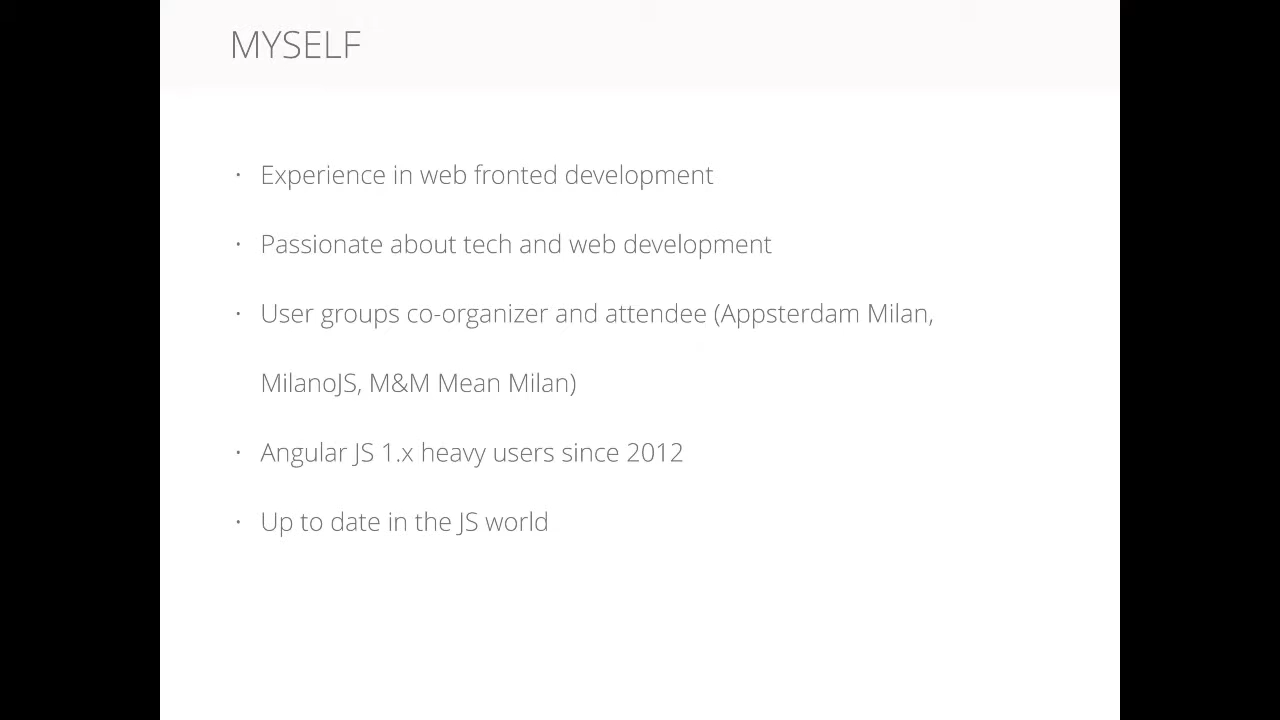 MYSELF
• Experience in web fronted development
• Passionate about tech and web development
• User groups co-organizer and attendee (Appsterdam Milan,
MilanoJS, M&M Mean Milan)
• Angular JS 1.x heavy users since 2012
• Up to date in the JS world